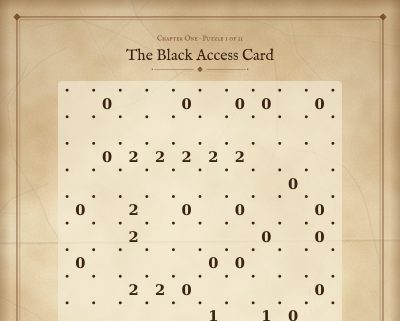 Chapter One · Puzzle 1 of 11
The Black Access Card
0 0 0 0 0
0 2 2 2 2 2
0
0 2 0 0 0
2 0 0
0 0 0
2 2 0 0
1 1 0